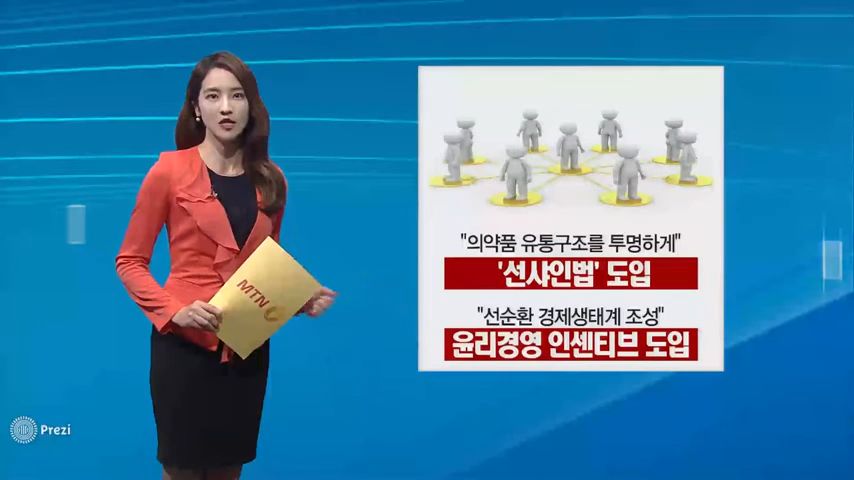 "의약품 유통구조를 투명하게"
'선샤인법' 도입
"선순환 경제생태계 조성"
윤리경영 인센티브 도입
MTN
Prezi